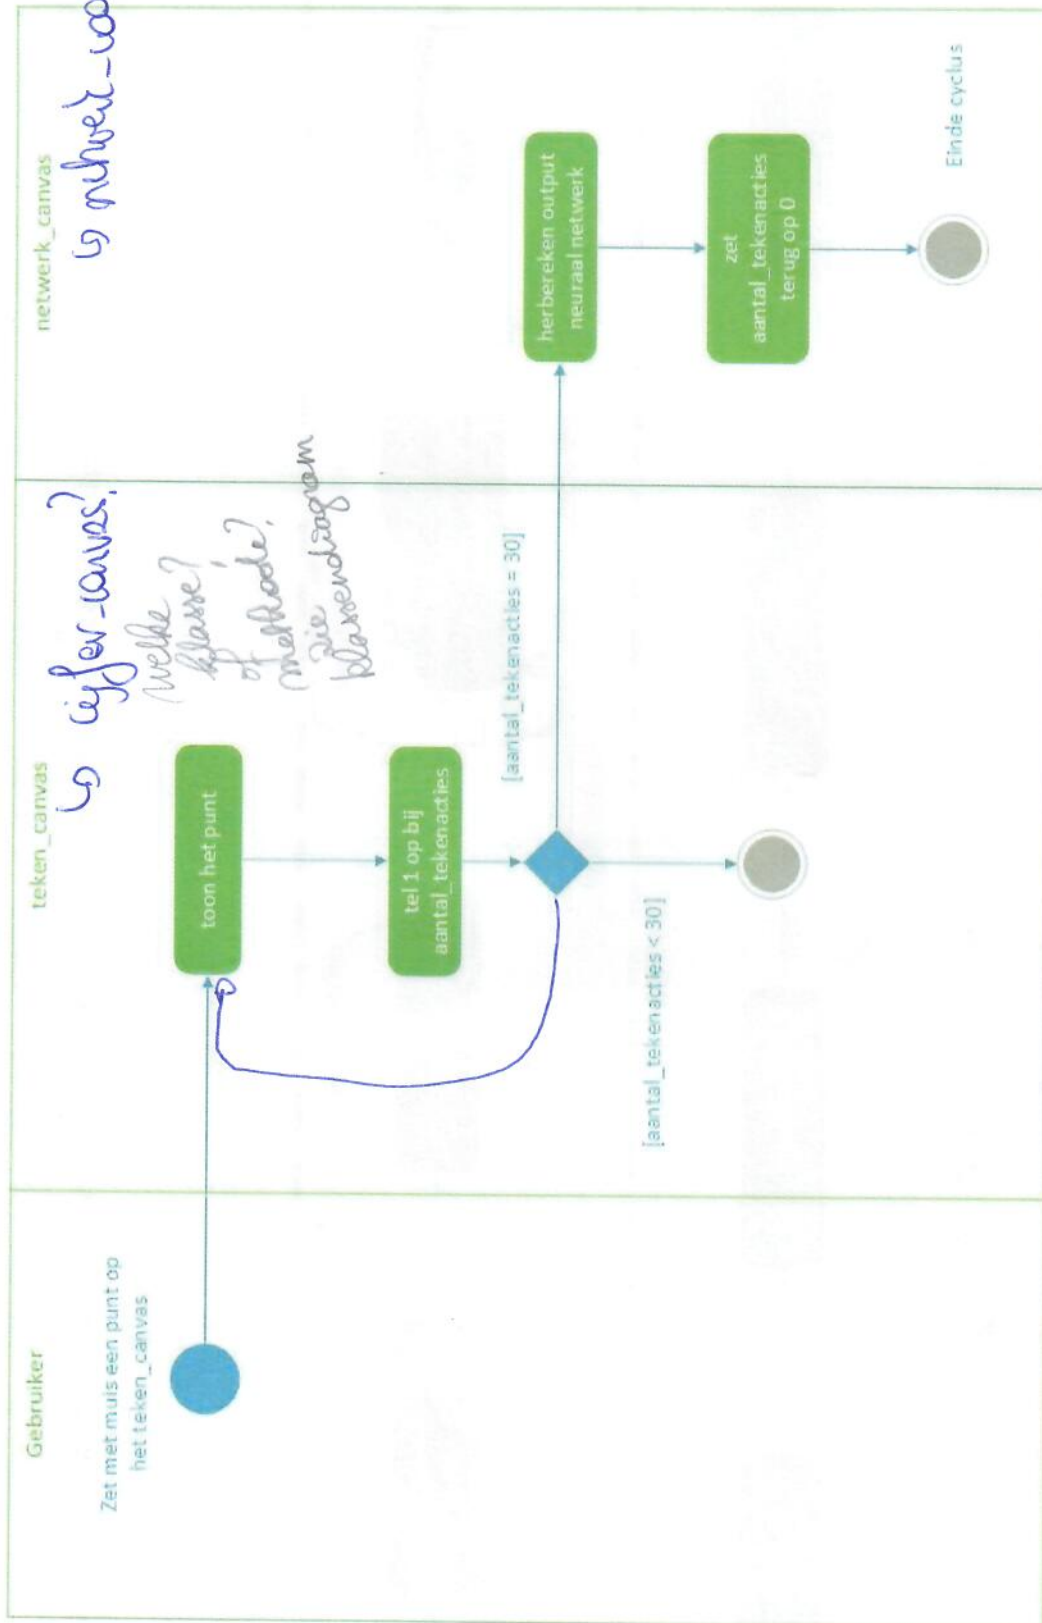 Gebruiker
Zet met muis een punt op
het teken_canvas
teken_canvas
↳ cijfer-canvas?
welke
klasse?
of
methode?
zie
klassendiagram
toon het punt
tel 1 op bij
aantal_tekenacties
[aantal_tekenacties = 30]
[aantal_tekenacties < 30]
netwerk_canvas
herbereken output
neuraal netwerk
zet
aantal_tekenacties
terug op 0
Einde cyclus